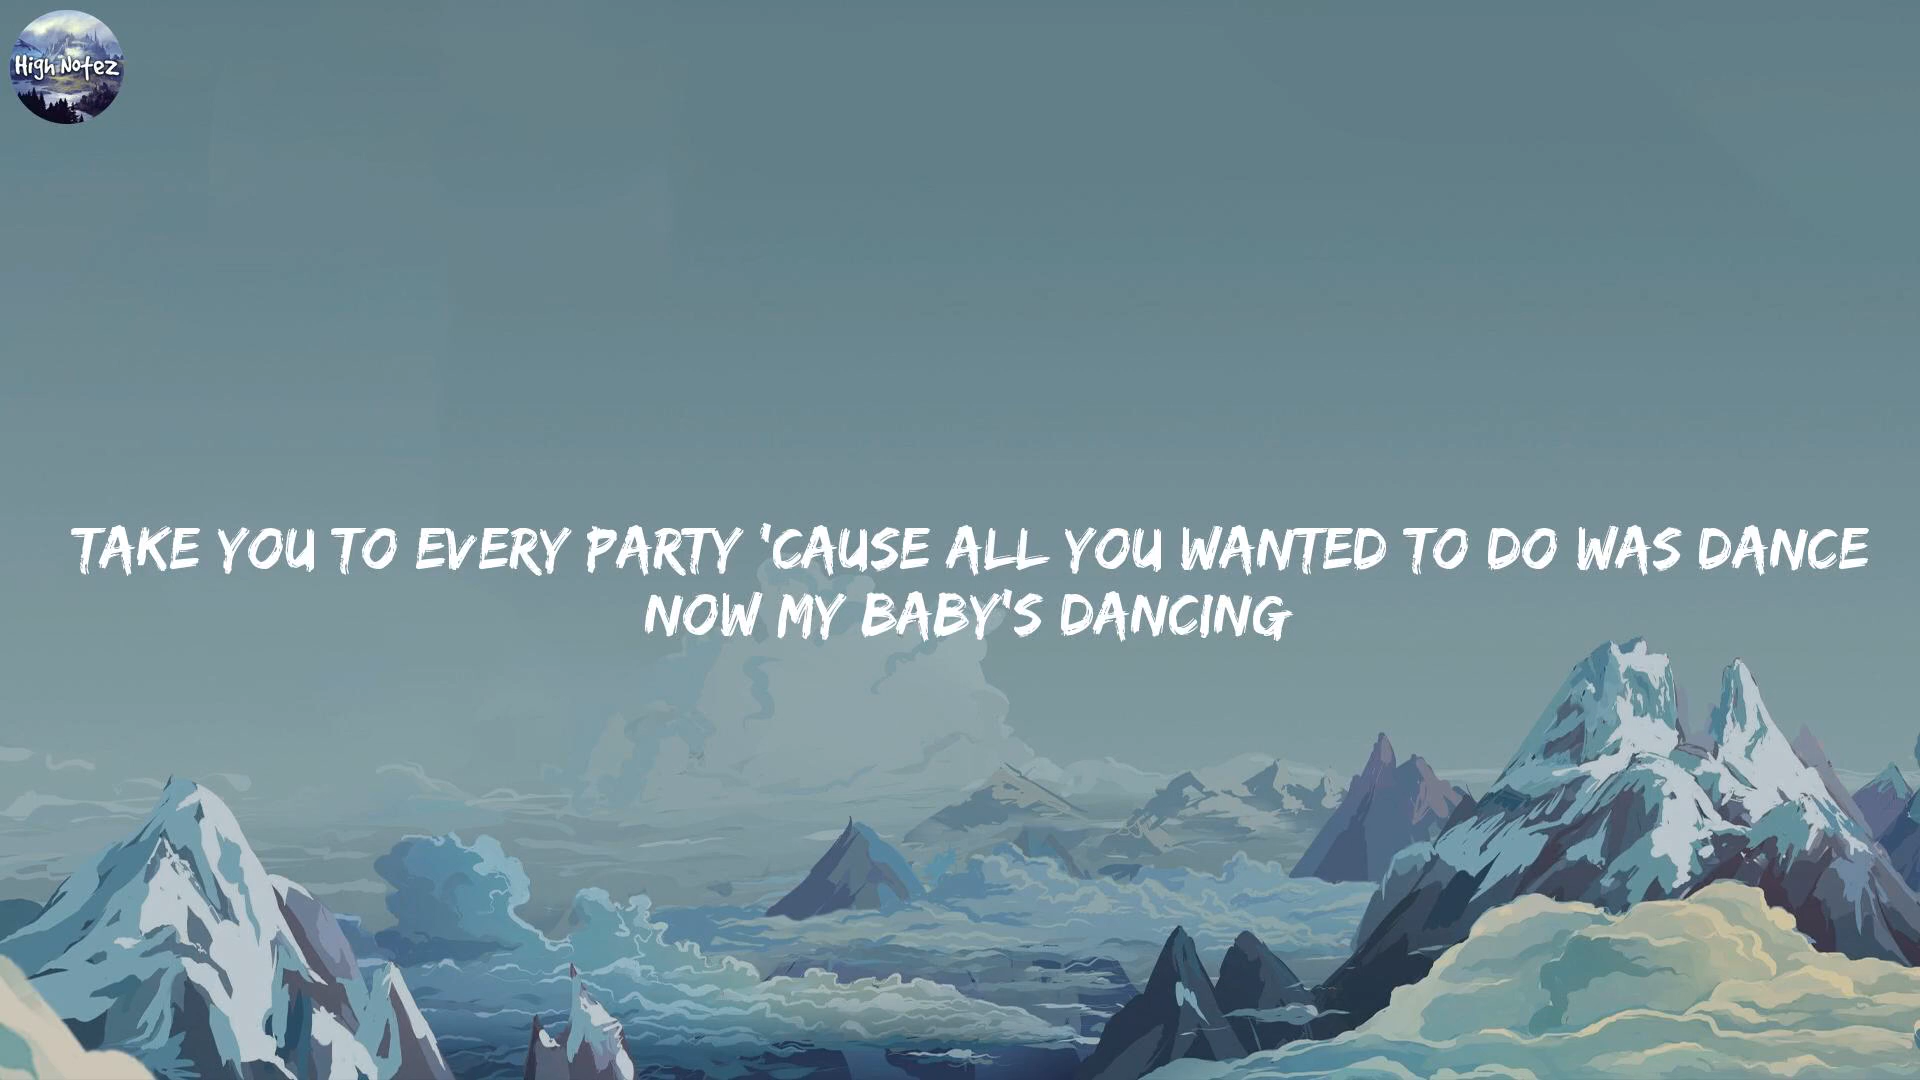 High Notez
TAKE YOU TO EVERY PARTY 'CAUSE ALL YOU WANTED TO DO WAS DANCE
NOW MY BABY'S DANCING